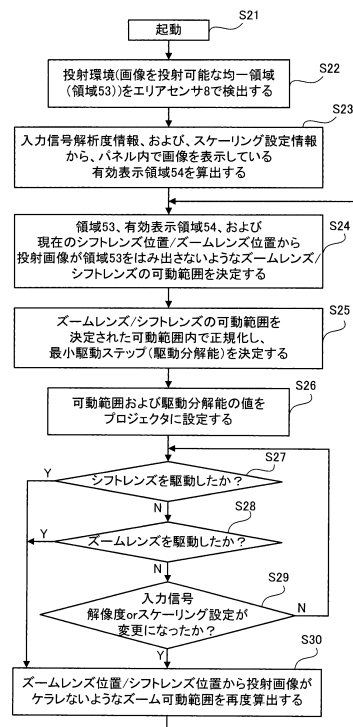 S21
起動
S22
投射環境(画像を投射可能な均一領域
(領域53))をエリアセンサ8で検出する
S23
入力信号解析度情報、および、スケーリング設定情報
から、パネル内で画像を表示している
有効表示領域54を算出する
S24
領域53、有効表示領域54、および
現在のシフトレンズ位置/ズームレンズ位置から
投射画像が領域53をはみ出さないようなズームレンズ/
シフトレンズの可動範囲を決定する
S25
ズームレンズ/シフトレンズの可動範囲を
決定された可動範囲内で正規化し、
最小駆動ステップ(駆動分解能)を決定する
S26
可動範囲および駆動分解能の値を
プロジェクタに設定する
S27
Y
シフトレンズを駆動したか?
N
S28
Y
ズームレンズを駆動したか?
N
S29
入力信号
解像度orスケーリング設定が
変更になったか?
N
Y
S30
ズームレンズ位置/シフトレンズ位置から投射画像が
ケラレないようなズーム可動範囲を再度算出する